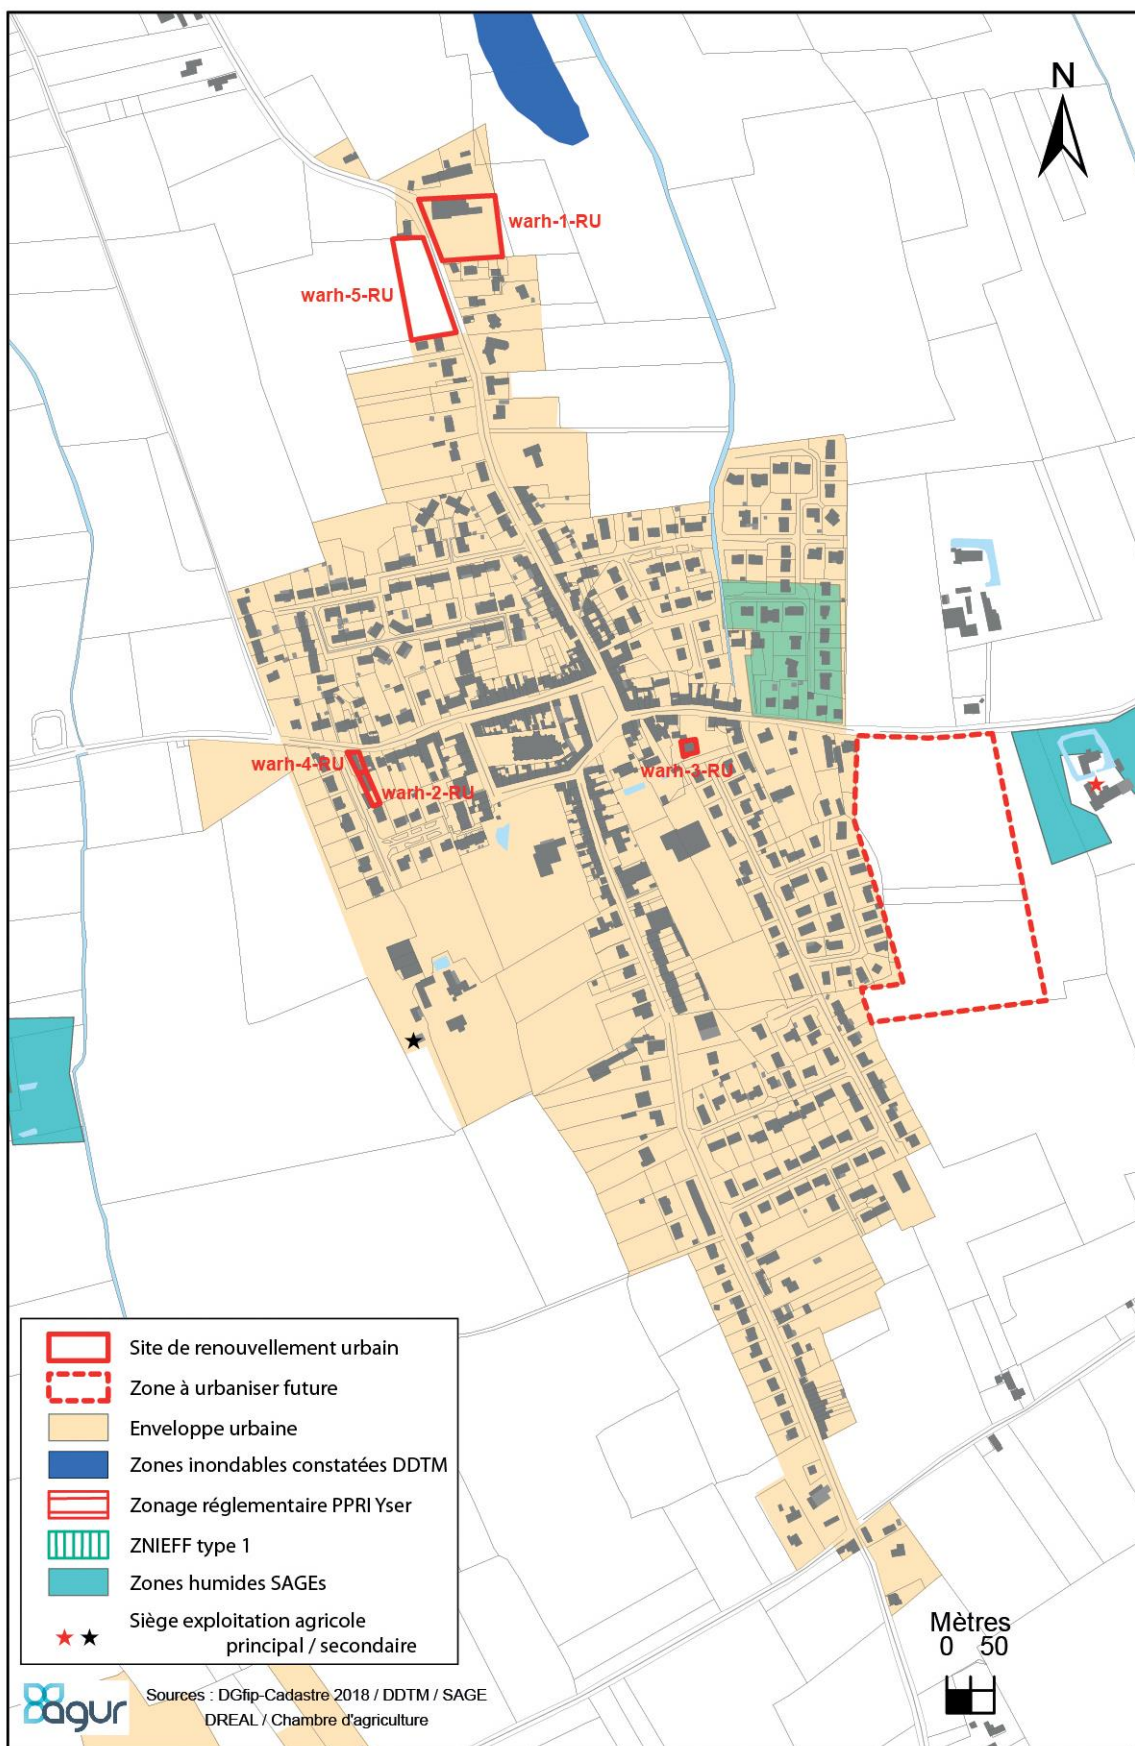 N
warh-1-RU
warh-5-RU
warh-4-RU
warh-2-RU
warh-3-RU
Site de renouvellement urbain
Zone à urbaniser future
Enveloppe urbaine
Zones inondables constatées DDTM
Zonage réglementaire PPRI Yser
ZNIEFF type 1
Zones humides SAGEs
Siège exploitation agricole
principal / secondaire
Mètres
0 50
agur
Sources : DGfip-Cadastre 2018 / DDTM / SAGE
DREAL / Chambre d'agriculture